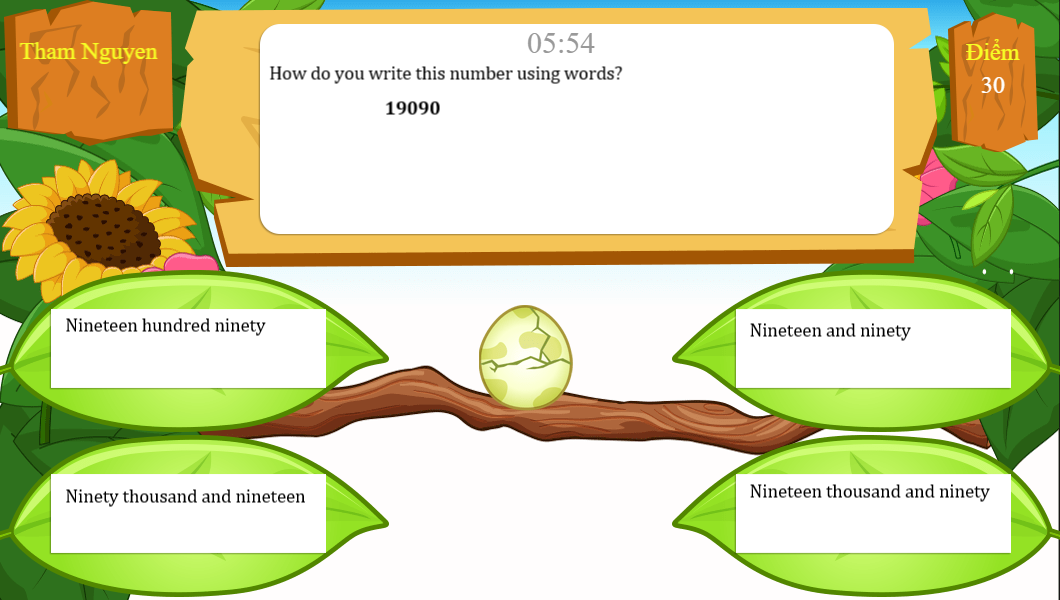 Tham Nguyen
05:54
Điểm
30
How do you write this number using words?
19090
Nineteen hundred ninety
Nineteen and ninety
Ninety thousand and nineteen
Nineteen thousand and ninety